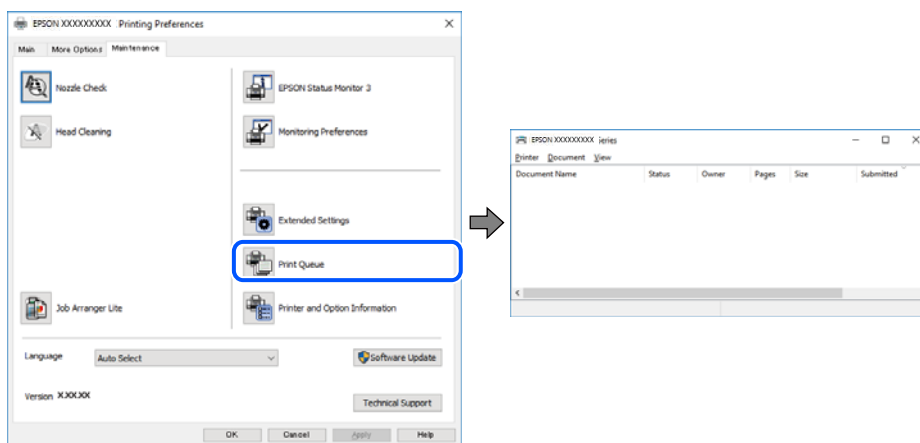 EPSON XXXXXXXXX Printing Preferences
Main More Options Maintenance
Nozzle Check
EPSON Status Monitor 3
Head Cleaning
Monitoring Preferences
Extended Settings
Print Queue
Job Arranger Lite
Printer and Option Information
Language
Auto Select
Software Update
Version X.XX.XX
Technical Support
OK Cancel Apply Help
EPSON XXXXXXXXX ieries
Printer Document View
Document Name Status Owner Pages Size Submitted